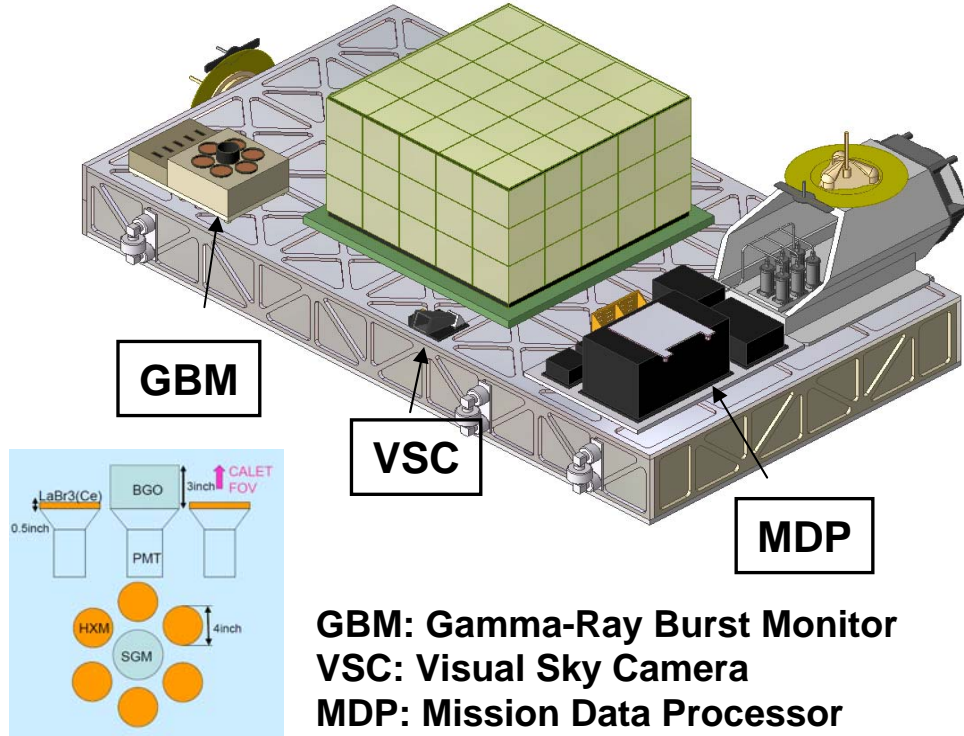 GBM
VSC
MDP
CALET
FOV
LaBr3(Ce)
BGO
3inch
0.5inch
PMT
HXM
4inch
SGM
GBM: Gamma-Ray Burst Monitor
VSC: Visual Sky Camera
MDP: Mission Data Processor